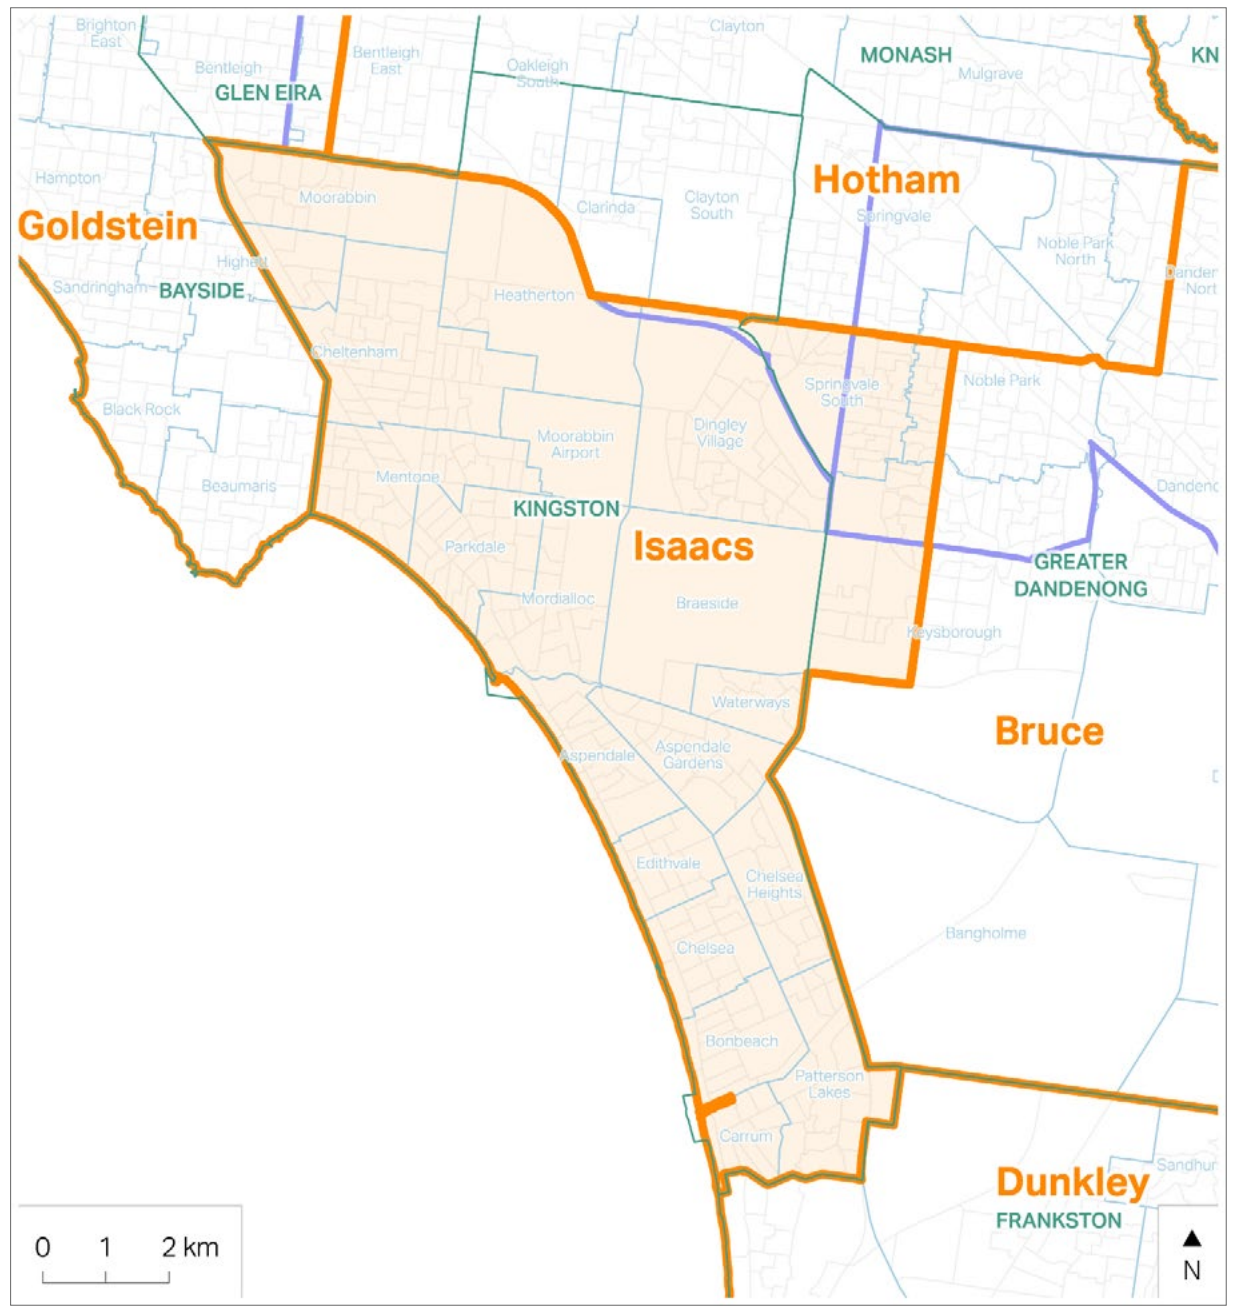 Brighton
East
Clayton
Bentleigh
East
MONASH
KN
Bentleigh
Oakleigh
South
Mulgrave
GLEN EIRA
Hampton
Moorabbin
Hotham
Clarinda
Clayton
South
Springvale
Goldstein
Noble Park
North
Highett
Danden
Nort
Sandringham
BAYSIDE
Heatherton
Cheltenham
Springvale
South
Noble Park
Black Rock
Dingley
Village
Moorabbin
Airport
Mentone
Beaumaris
Dandeno
KINGSTON
Isaacs
Parkdale
GREATER
DANDENONG
Mordialloc
Braeside
Keysborough
Waterways
Bruce
Aspendale
Aspendale
Gardens
D
Edithvale
Chelsea
Heights
Bangholme
Chelsea
Bonbeach
Patterson
Lakes
Carrum
Sandhur
Dunkley
FRANKSTON
0 1 2 km
N